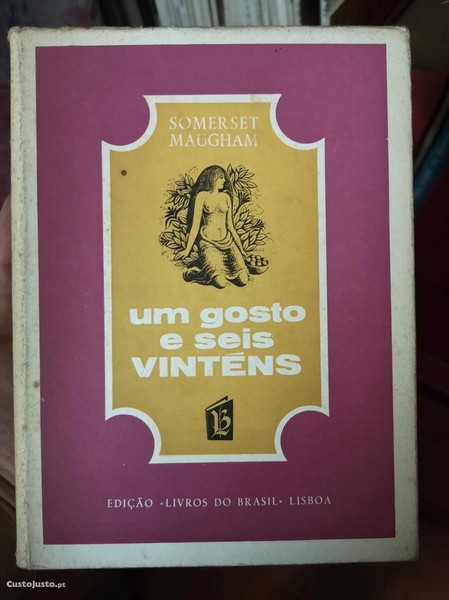 SOMERSET
MAUGHAM
um gosto
e seis
VINTÉNS
B
EDIÇÃO «LIVROS DO BRASIL» LISBOA
CustoJusto.pt